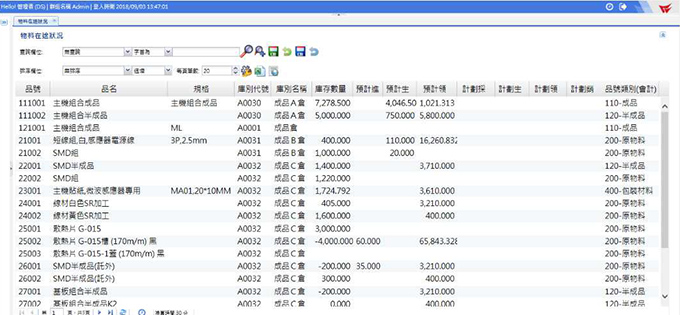 Hello! 管理員 (DS) | 群組名稱 Admin | 登入時間 2018/09/03 13:47:01
物料在途狀況
物料在途狀況
查詢欄位: 無查詢 字首為
排序欄位: 無排序 遞增 每頁筆數: 20
品號 品名 規格 庫別代號 庫別名稱 庫存數量 預計進 預計生 預計領 計劃採 計劃生 計劃領 計劃銷 品號類別(會計)
111001 主機組合成品 主機組合成品 A0030 成品A倉 7,278.500 4,046.50 1,021.313 110-成品
111002 主機組合半成品 A0030 成品A倉 5,000.000 750.000 5,800.000 120-半成品
121001 主機組合成品 ML A0001 成品倉 110-成品
21001 短線組,白,感應器電源線 3P,2.5mm A0031 成品B倉 400.000 110.000 16,260.832 200-原物料
21002 SMD組 A0031 成品B倉 1,000.000 20.000 200-原物料
22001 SMD半成品 A0032 成品C倉 1,400.000 3,710.000 120-半成品
22002 SMD組 A0032 成品C倉 1,220.000 200-原物料
23001 主機貼紙,微波感應器專用 MA01,20*10MM A0032 成品C倉 1,724.792 3,610.000 400-包裝材料
24001 線材白色SR加工 A0032 成品C倉 405.000 3,210.000 200-原物料
24002 線材黃色SR加工 A0032 成品C倉 1,600.000 400.000 200-原物料
25001 散熱片 G-015 A0032 成品C倉 3,000.000 200-原物料
25002 散熱片 G-015槽 (170m/m) 黑 A0032 成品C倉 -4,000.000 60.000 65,843.328 200-原物料
25003 散熱片 G-015-1蓋 (170m/m) 黑 A0032 成品C倉 200-原物料
26001 SMD半成品(託外) A0032 成品C倉 -200.000 35.000 3,210.000 120-半成品
26002 SMD半成品(託外) A0032 成品C倉 300.000 400.000 200-原物料
27001 基板組合半成品 A0032 成品C倉 -200.000 3,210.000 120-半成品
27002 基板組合半成品K2 A0032 成品C倉 0.000 400.000 120-半成品